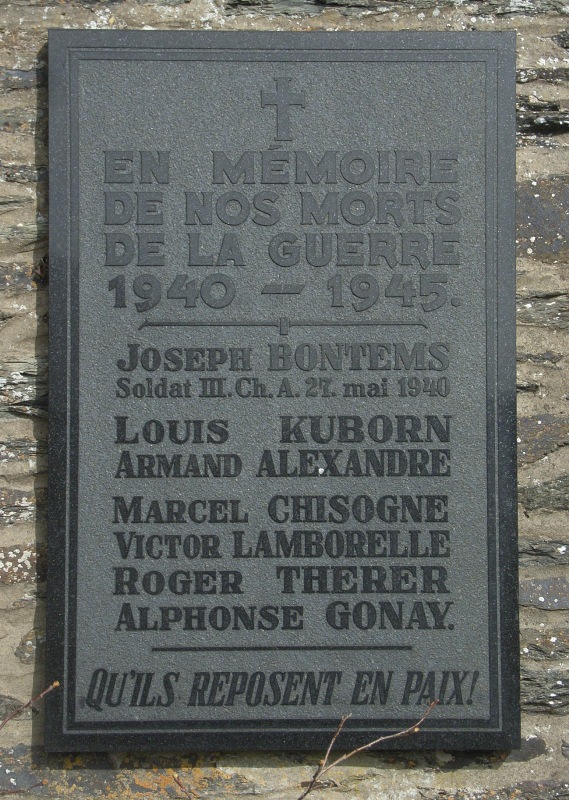 EN MÉMOIRE
DE NOS MORTS
DE LA GUERRE
1940 — 1945.
JOSEPH BONTEMS
Soldat III. Ch. A. 27. mai 1940
LOUIS KUBORN
ARMAND ALEXANDRE
MARCEL CHISOGNE
VICTOR LAMBORELLE
ROGER THERER
ALPHONSE GONAY.
QU'ILS REPOSENT EN PAIX!